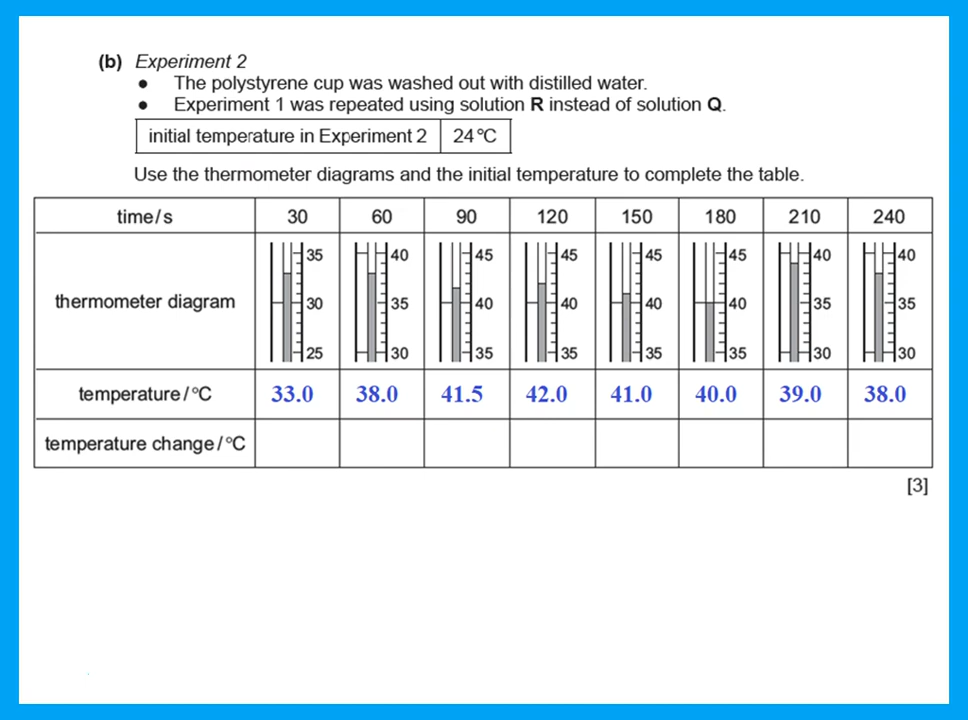 (b) Experiment 2
● The polystyrene cup was washed out with distilled water.
● Experiment 1 was repeated using solution R instead of solution Q.
initial temperature in Experiment 2 24 °C
Use the thermometer diagrams and the initial temperature to complete the table.
time / s 30 60 90 120 150 180 210 240
thermometer diagram
35 40 45 45 45 45 40 40
30 35 40 40 40 40 35 35
25 30 35 35 35 35 30 30
temperature / °C 33.0 38.0 41.5 42.0 41.0 40.0 39.0 38.0
temperature change / °C
[3]